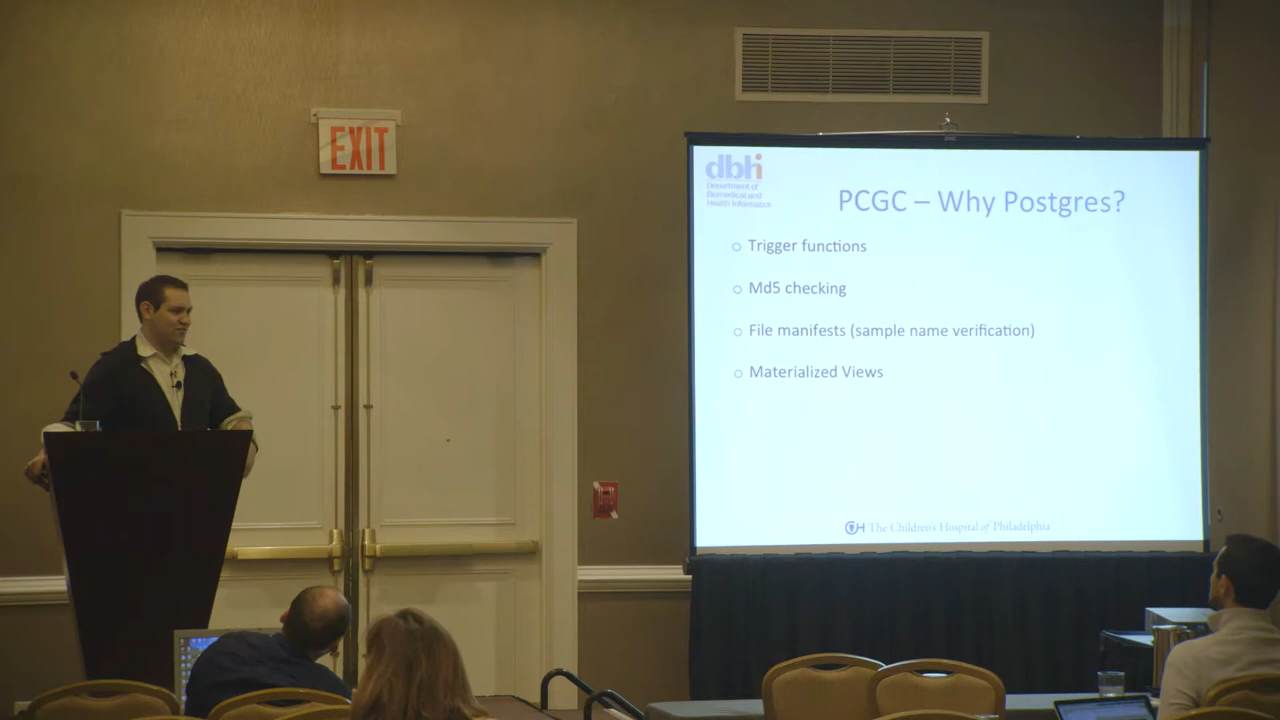 EXIT
dbhi
Department of
Biomedical and
Health Informatics
PCGC – Why Postgres?
Trigger functions
Md5 checking
File manifests (sample name verification)
Materialized Views
The Children's Hospital of Philadelphia